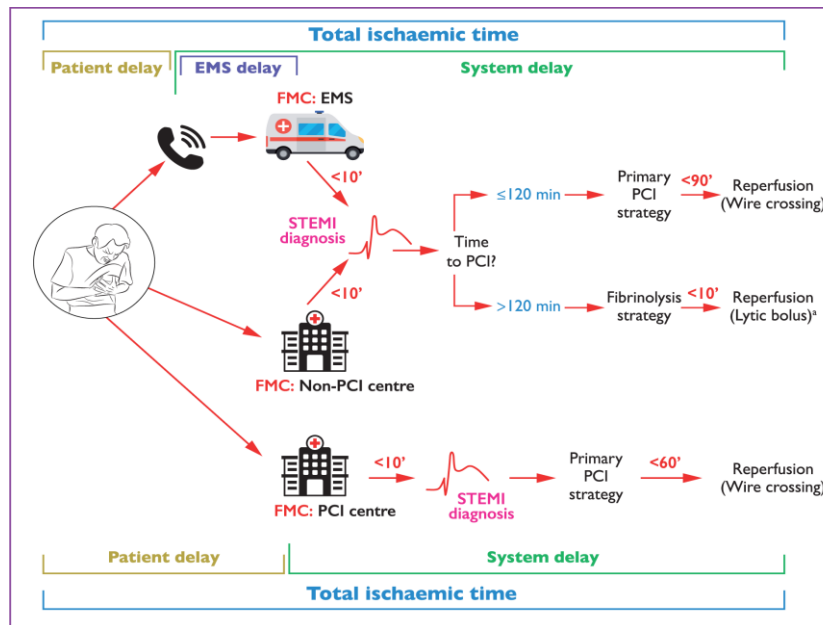 Total ischaemic time
Patient delay
EMS delay
System delay
FMC: EMS
<10’
STEMI
diagnosis
<10’
FMC: Non-PCI centre
Time
to PCI?
≤120 min
Primary
PCI
strategy
<90’
Reperfusion
(Wire crossing)
>120 min
Fibrinolysis
strategy
<10’
Reperfusion
(Lytic bolus)ᵃ
FMC: PCI centre
<10’
STEMI
diagnosis
Primary
PCI
strategy
<60’
Reperfusion
(Wire crossing)
Patient delay
System delay
Total ischaemic time